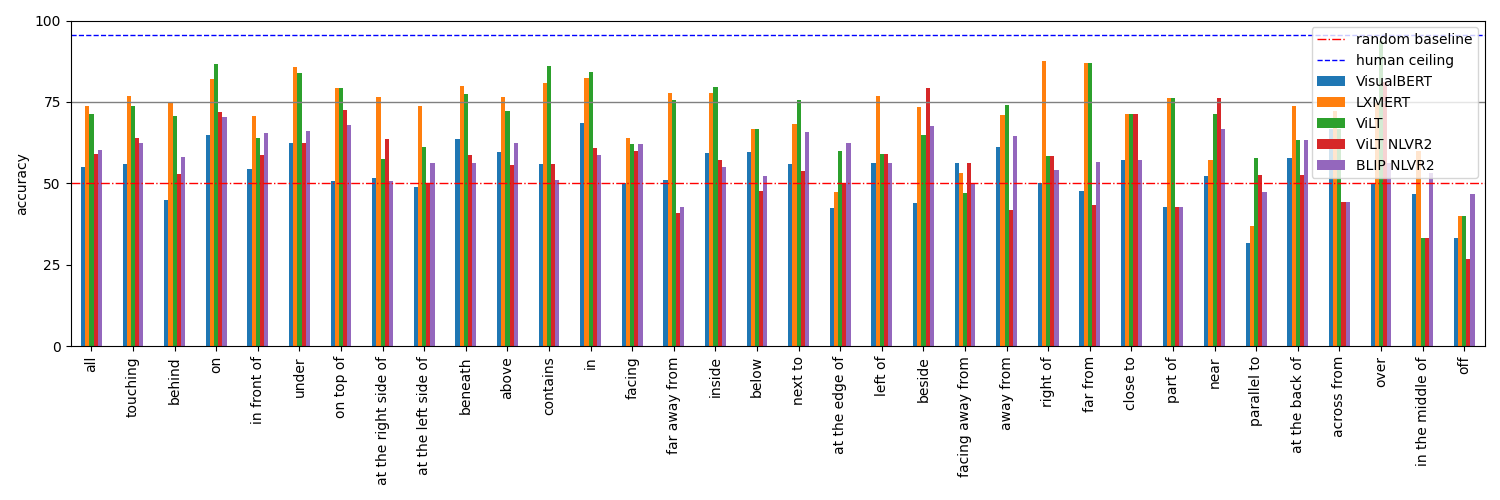 100
75
50
25
0
accuracy
random baseline
human ceiling
VisualBERT
LXMERT
ViLT
ViLT NLVR2
BLIP NLVR2
all
touching
behind
on
in front of
under
on top of
at the right side of
at the left side of
beneath
above
contains
in
facing
far away from
inside
below
next to
at the edge of
left of
beside
facing away from
away from
right of
far from
close to
part of
near
parallel to
at the back of
across from
over
in the middle of
off